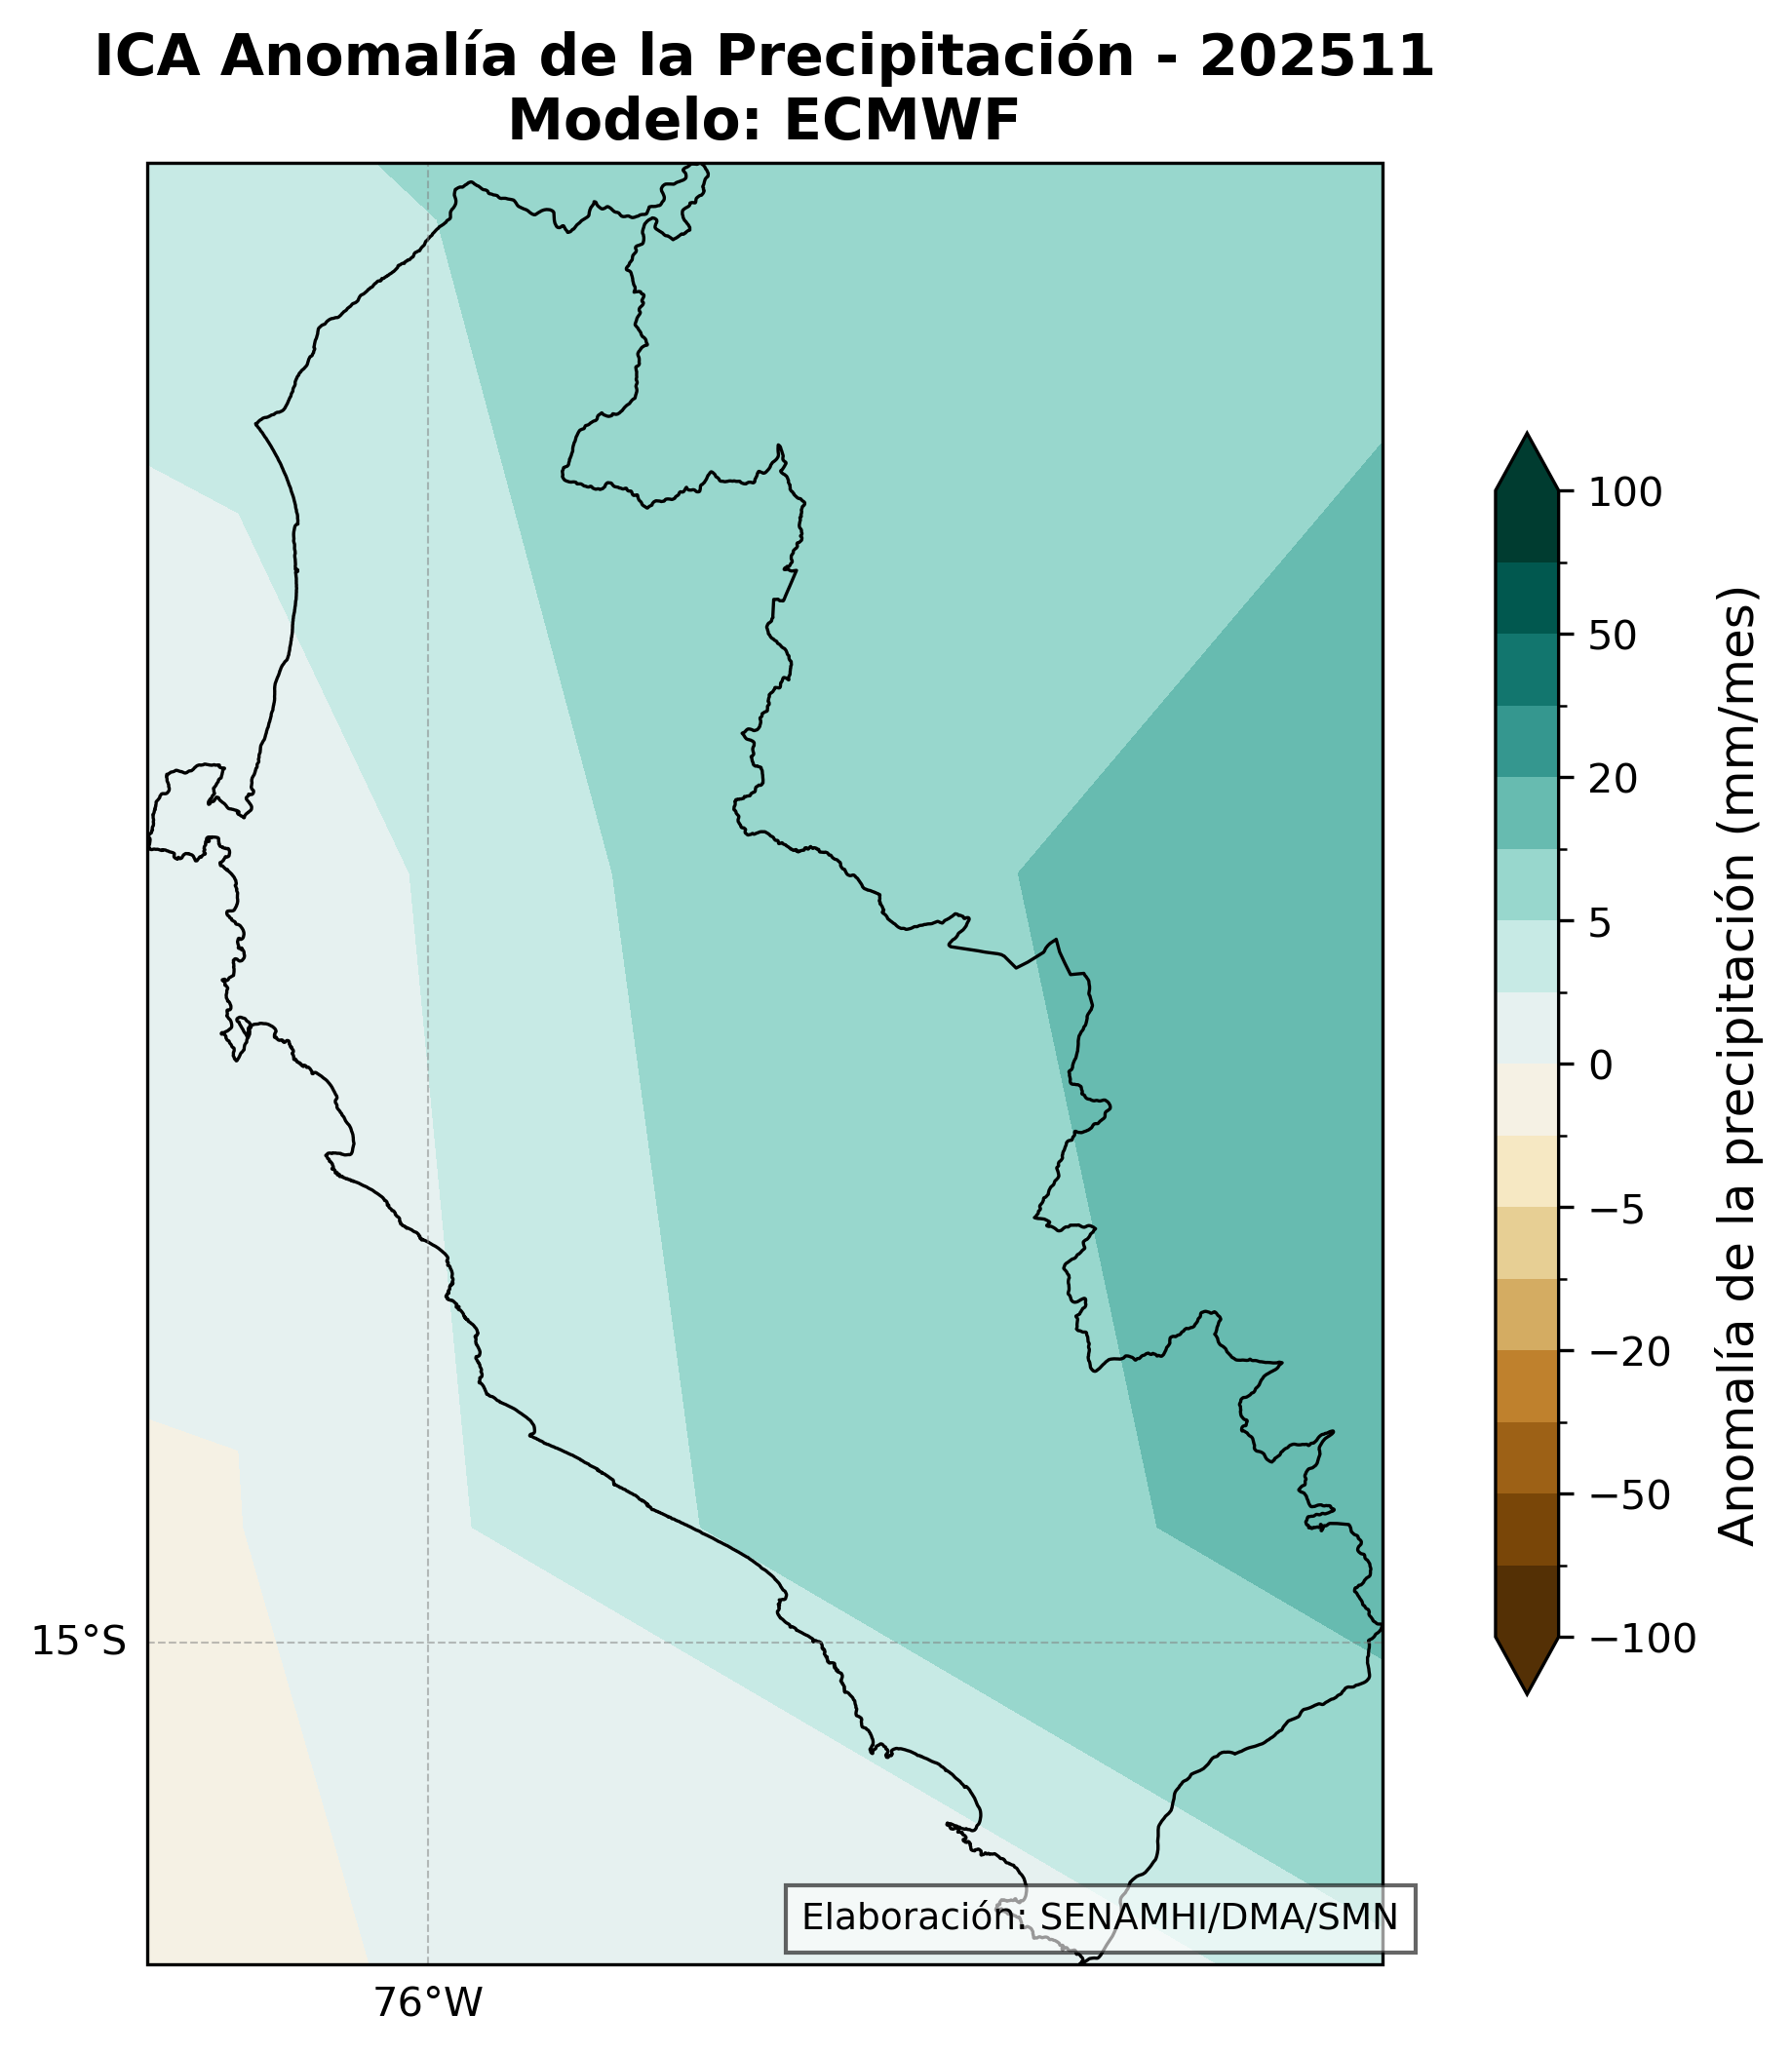 ICA Anomalía de la Precipitación - 202511
Modelo: ECMWF
100
50
20
5
0
−5
−20
−50
−100
Anomalía de la precipitación (mm/mes)
15°S
76°W
Elaboración: SENAMHI/DMA/SMN